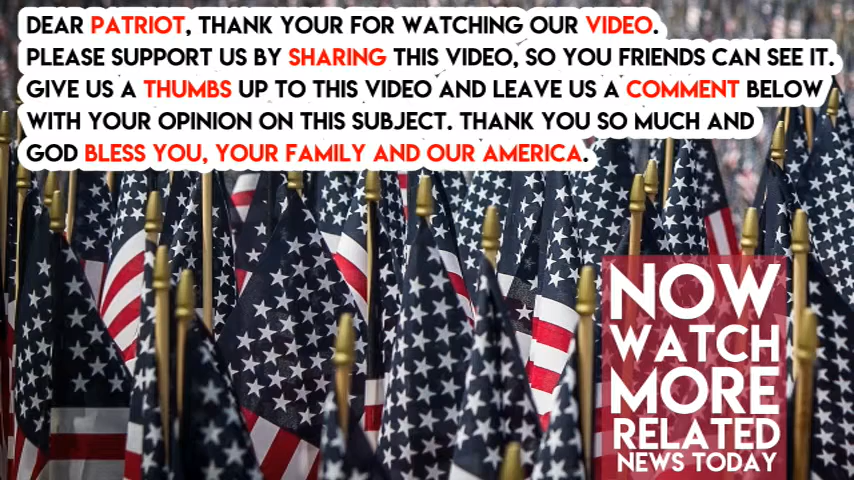 DEAR PATRIOT, THANK YOUR FOR WATCHING OUR VIDEO.
PLEASE SUPPORT US BY SHARING THIS VIDEO, SO YOU FRIENDS CAN SEE IT.
GIVE US A THUMBS UP TO THIS VIDEO AND LEAVE US A COMMENT BELOW
WITH YOUR OPINION ON THIS SUBJECT. THANK YOU SO MUCH AND
GOD BLESS YOU, YOUR FAMILY AND OUR AMERICA.
NOW
WATCH
MORE
RELATED
NEWS TODAY